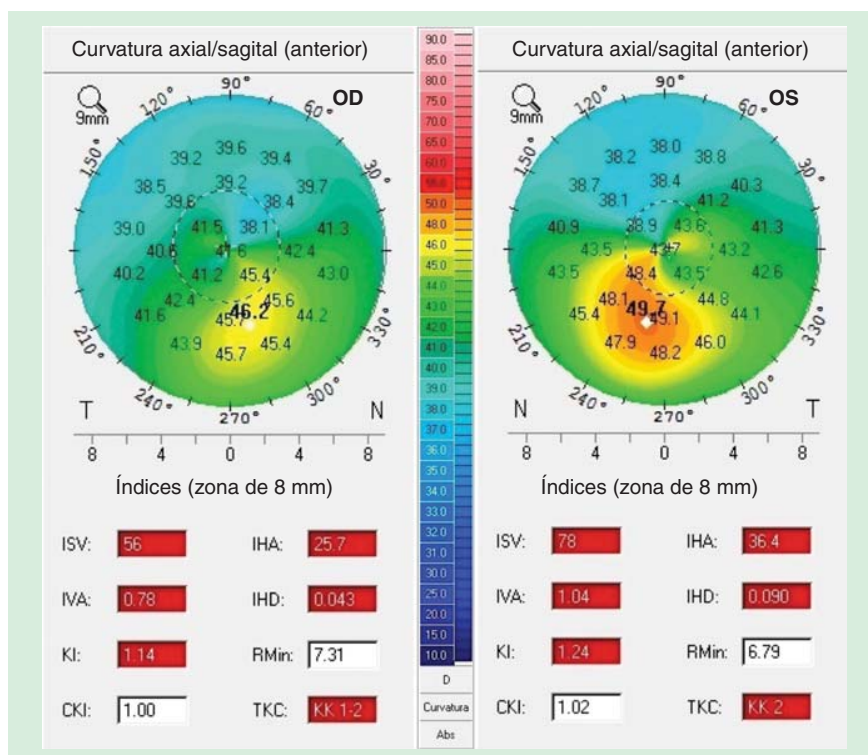 Curvatura axial/sagital (anterior)
OD
9mm
90°
120°
60°
150°
30°
39.6
39.2 39.4
38.5 39.2 39.7
39.6 38.4
39.0 41.5 38.1 41.3
40.6 41.6 42.4
40.2 41.2 45.4 43.0
42.4 45.6
41.6 46.2 44.2
45.7
43.9 45.7 45.4
210°
330°
240°
300°
270°
T N
8 4 0 4 8
Índices (zona de 8 mm)
ISV: 56 IHA: 25.7
IVA: 0.78 IHD: 0.043
KI: 1.14 RMin: 7.31
CKI: 1.00 TKC: KK 1-2
90.0
85.0
80.0
75.0
70.0
65.0
60.0
55.0
50.0
48.0
46.0
45.0
44.0
43.0
42.0
41.0
40.0
39.0
38.0
37.0
36.0
35.0
34.0
33.0
32.0
31.0
30.0
25.0
20.0
15.0
10.0
D
Curvatura
Abs
Curvatura axial/sagital (anterior)
OS
9mm
90°
120°
60°
150°
30°
38.0
38.2 38.8
38.7 38.4 40.3
38.1 41.2
40.9 38.9 43.6 41.3
43.5 43.7 43.2
43.5 48.4 43.5 42.6
48.1 44.8
45.4 49.7 44.1
49.1
47.9 48.2 46.0
210°
330°
240°
300°
270°
N T
8 4 0 4 8
Índices (zona de 8 mm)
ISV: 78 IHA: 36.4
IVA: 1.04 IHD: 0.090
KI: 1.24 RMin: 6.79
CKI: 1.02 TKC: KK 2